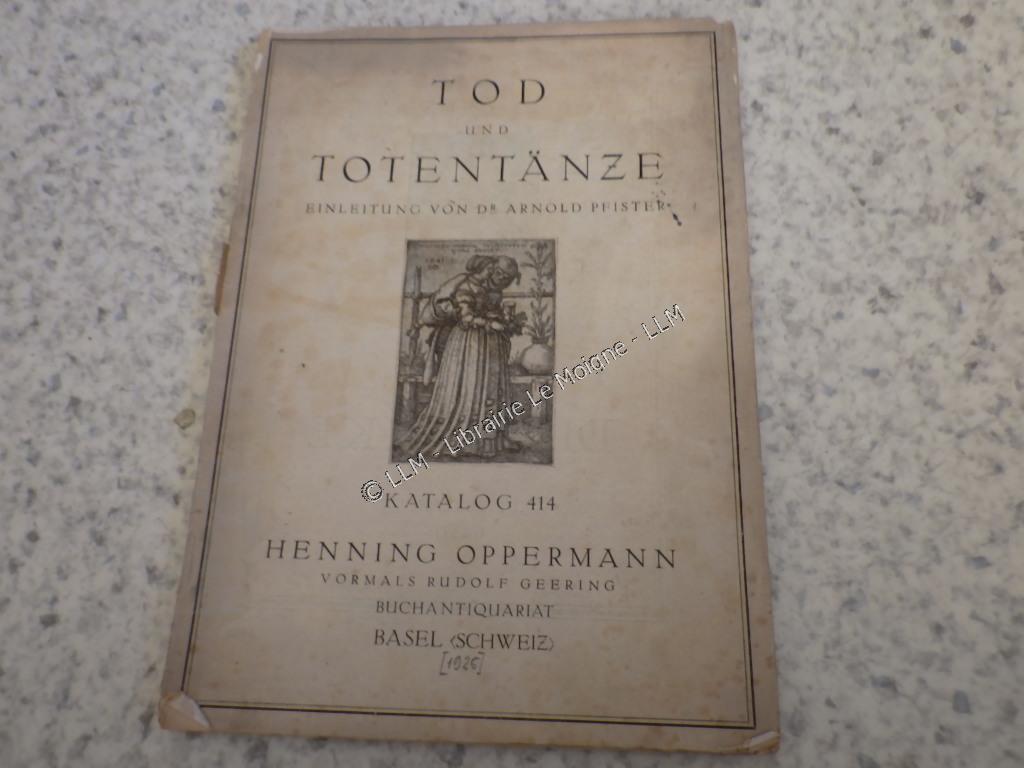 TOD
UND
TOTENTÄNZE
EINLEITUNG VON DR ARNOLD PFISTER
KATALOG 414
HENNING OPPERMANN
VORMALS RUDOLF GEERING
BUCHANTIQUARIAT
BASEL (SCHWEIZ)
[1926]
© LLM - Librairie Le Moigne - LLM